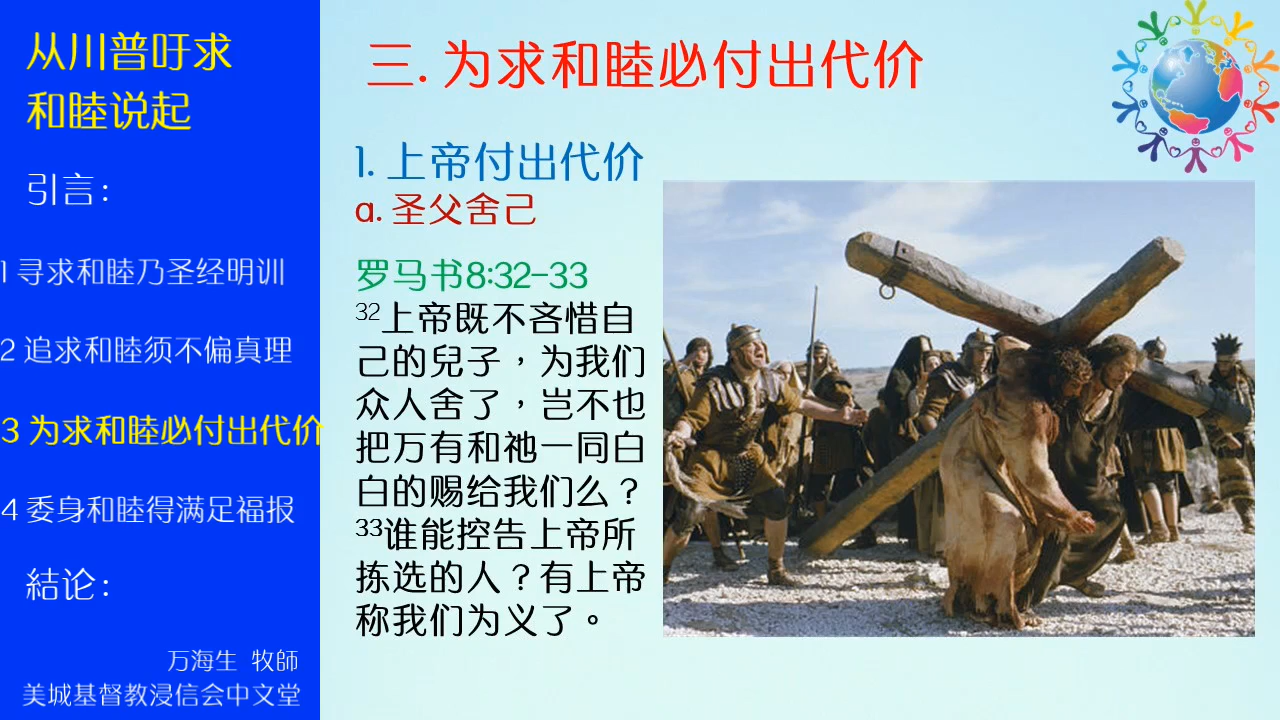 从川普吁求
和睦说起
引言：
1 寻求和睦乃圣经明训
2 追求和睦须不偏真理
3 为求和睦必付出代价
4 委身和睦得满足福报
結论：
万海生 牧師
美城基督教浸信会中文堂
三. 为求和睦必付出代价
1. 上帝付出代价
a. 圣父舍己
罗马书8:32-33
32上帝既不吝惜自
己的兒子，为我们
众人舍了，岂不也
把万有和祂一同白
白的赐给我们么？
33谁能控告上帝所
拣选的人？有上帝
称我们为义了。